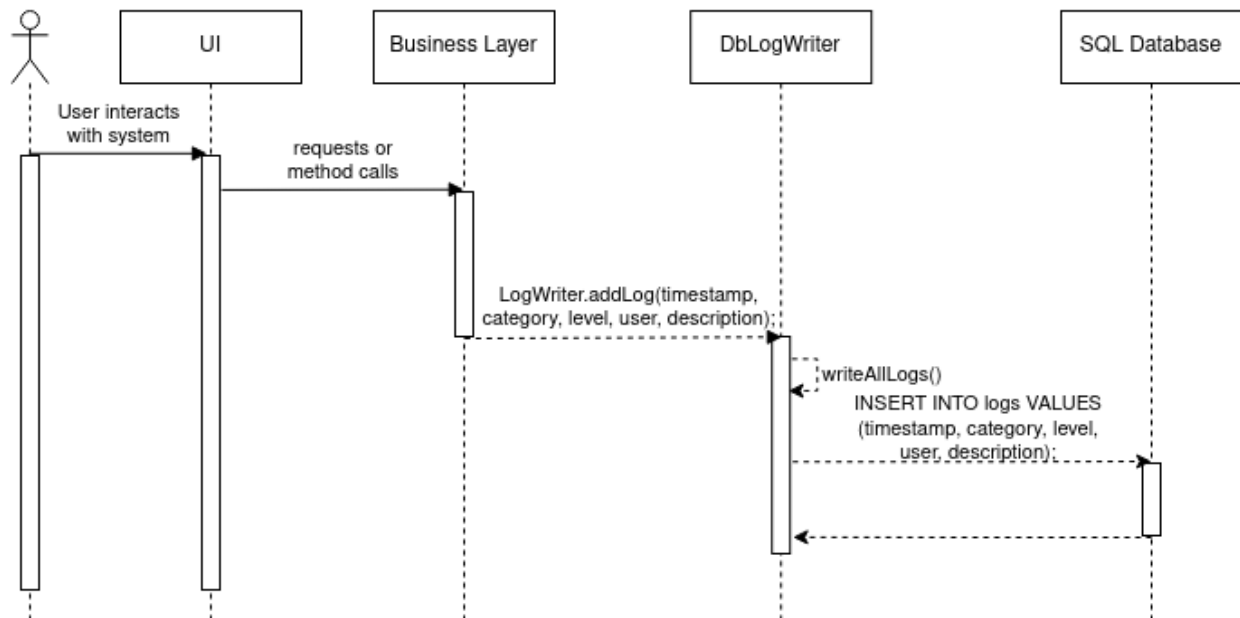 UI
Business Layer
DbLogWriter
SQL Database
User interacts
with system
requests or
method calls
LogWriter.addLog(timestamp,
category, level, user, description);
writeAllLogs()
INSERT INTO logs VALUES
(timestamp, category, level,
user, description);